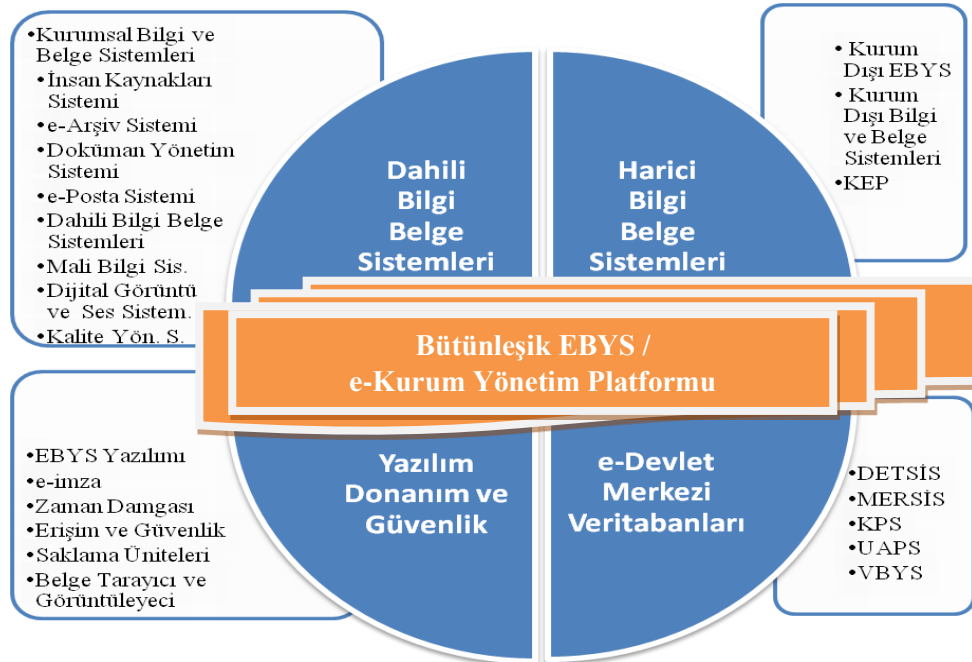 •Kurumsal Bilgi ve
Belge Sistemleri
•İnsan Kaynakları
Sistemi
•e-Arşiv Sistemi
•Doküman Yönetim
Sistemi
•e-Posta Sistemi
•Dahili Bilgi Belge
Sistemleri
•Mali Bilgi Sis.
•Dijital Görüntü
ve Ses Sistem.
•Kalite Yön. S.
Dahili
Bilgi
Belge
Sistemleri
Harici
Bilgi
Belge
Sistemleri
• Kurum
Dışı EBYS
• Kurum
Dışı Bilgi
ve Belge
Sistemleri
•KEP
Bütünleşik EBYS /
e-Kurum Yönetim Platformu
•EBYS Yazılımı
•e-imza
•Zaman Damgası
•Erişim ve Güvenlik
•Saklama Üniteleri
•Belge Tarayıcı ve
Görüntüleyeci
Yazılım
Donanım ve
Güvenlik
e-Devlet
Merkezi
Veritabanları
•DETSİS
•MERSİS
•KPS
•UAPS
•VBYS